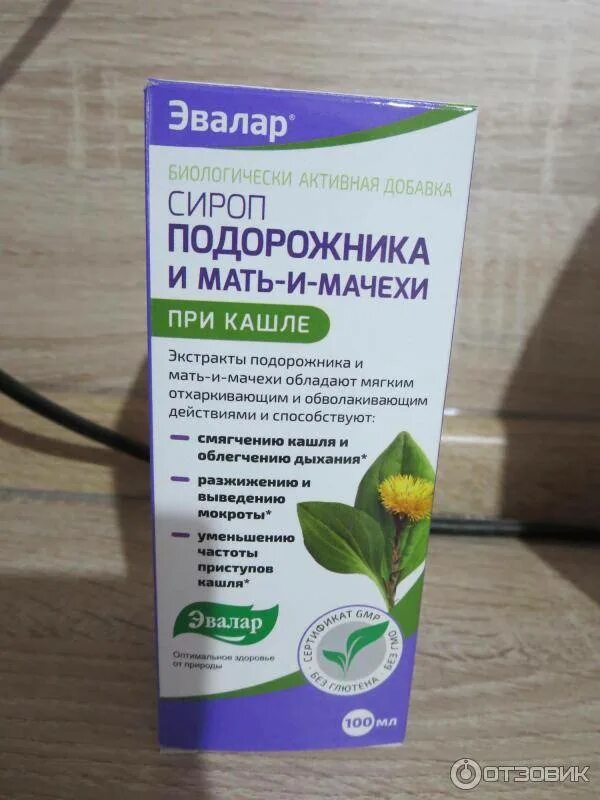 Эвалар®
БИОЛОГИЧЕСКИ АКТИВНАЯ ДОБАВКА
СИРОП
ПОДОРОЖНИКА
И МАТЬ-И-МАЧЕХИ
ПРИ КАШЛЕ
Экстракты подорожника и
мать-и-мачехи обладают мягким
отхаркивающим и обволакивающим
действиями и способствуют:
– смягчению кашля и
облегчению дыхания*
– разжижению и
выведению
мокроты*
– уменьшению
частоты
приступов
кашля*
Эвалар
Оптимальное здоровье
от природы
СЕРТИФИКАТ GMP
· БЕЗ ГЛЮТЕНА · БЕЗ ГМО
100 мл
ОТЗОВИК